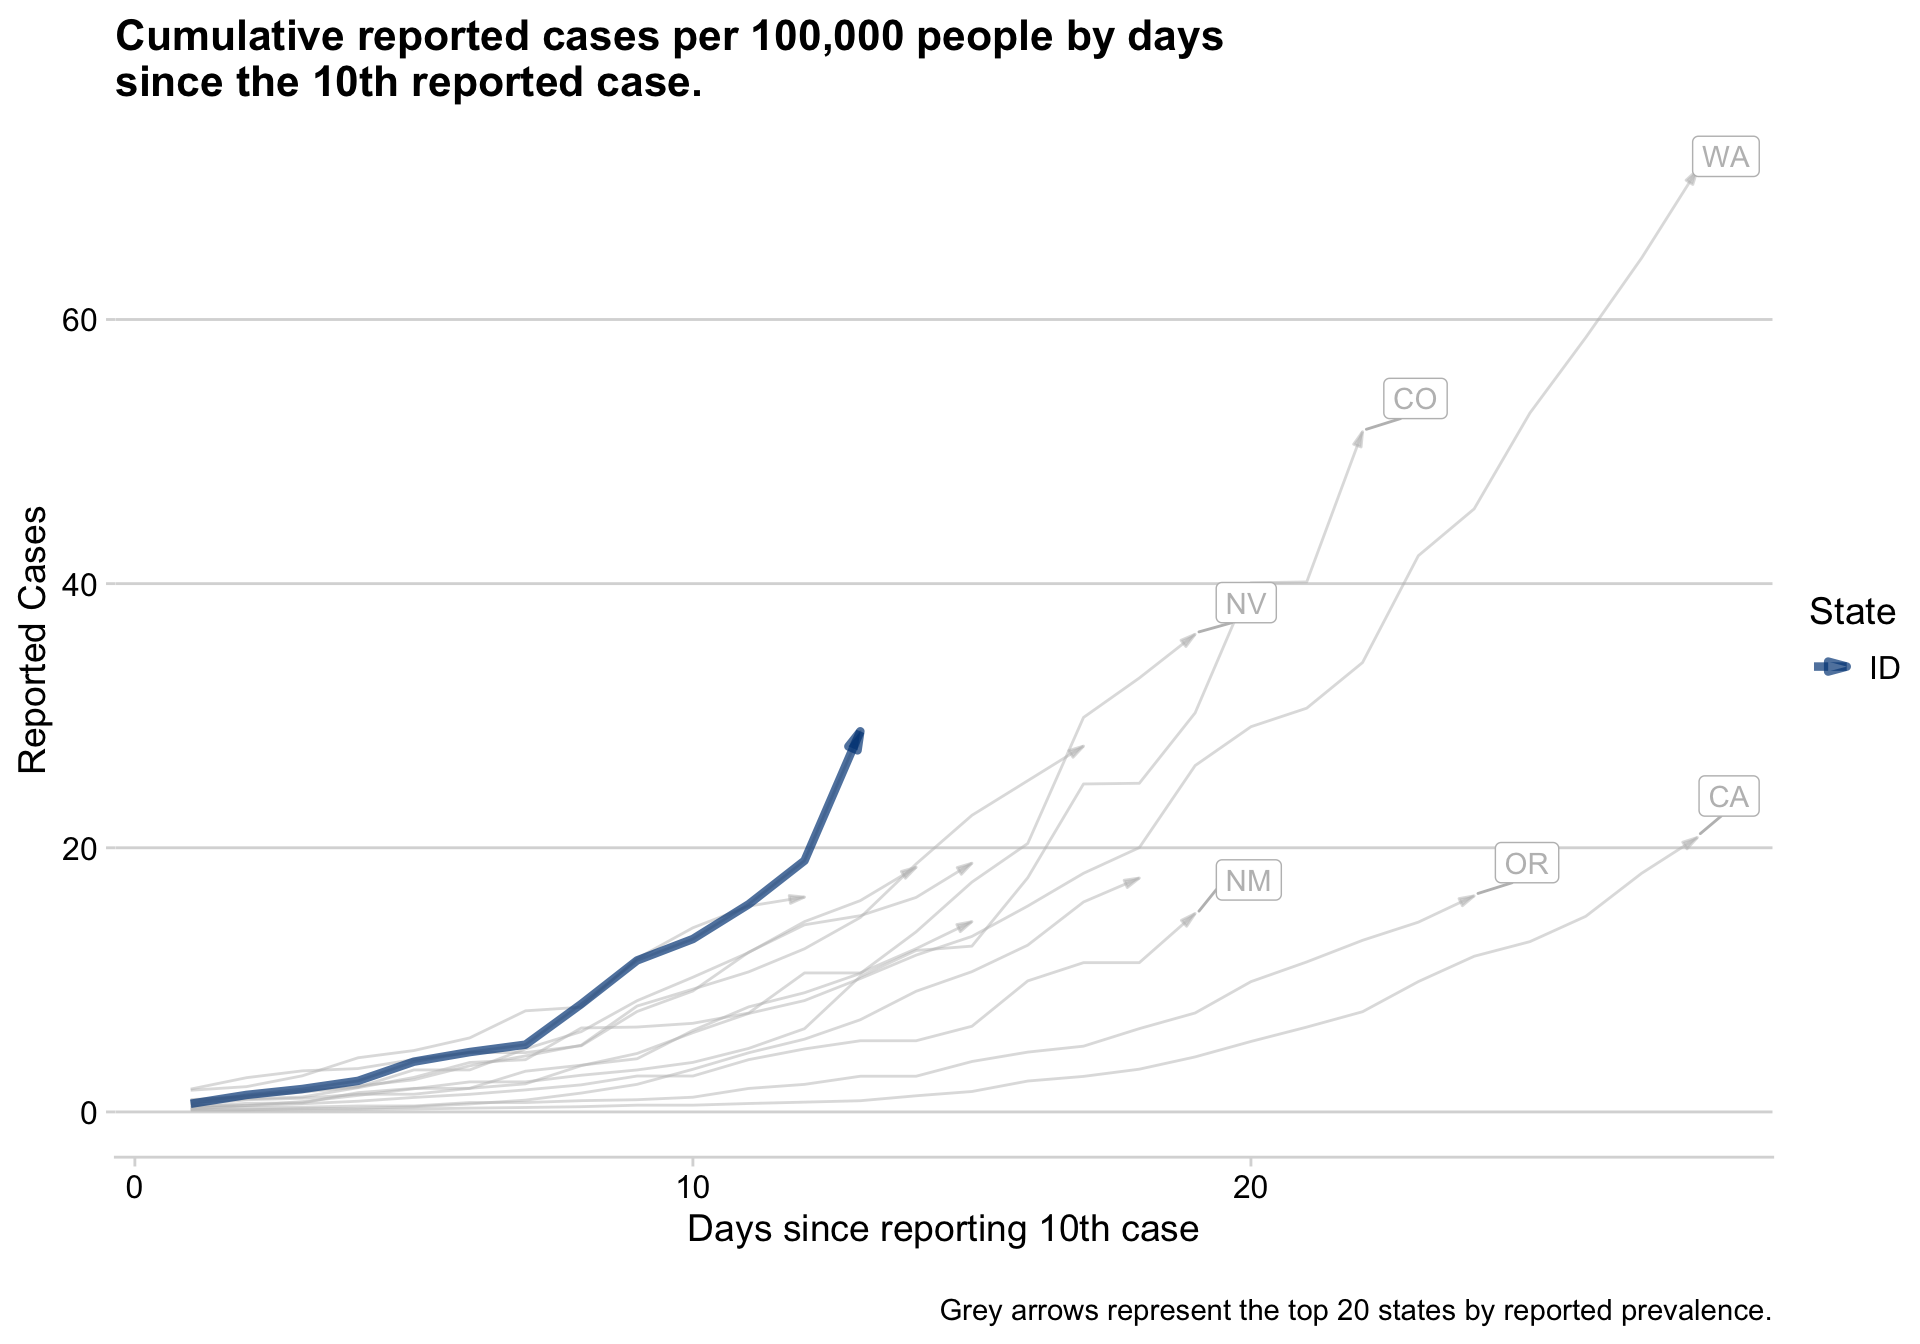 Cumulative reported cases per 100,000 people by days
since the 10th reported case.
WA
60
CO
40
NV
Reported Cases
State
ID
CA
20
OR
NM
0
0 10 20
Days since reporting 10th case
Grey arrows represent the top 20 states by reported prevalence.